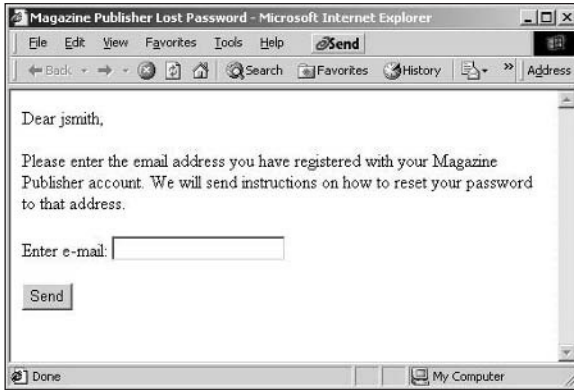 Magazine Publisher Lost Password - Microsoft Internet Explorer
File Edit View Favorites Tools Help Send
Back Search Favorites History » Address
Dear jsmith,
Please enter the email address you have registered with your Magazine
Publisher account. We will send instructions on how to reset your password
to that address.
Enter e-mail:
Send
Done My Computer